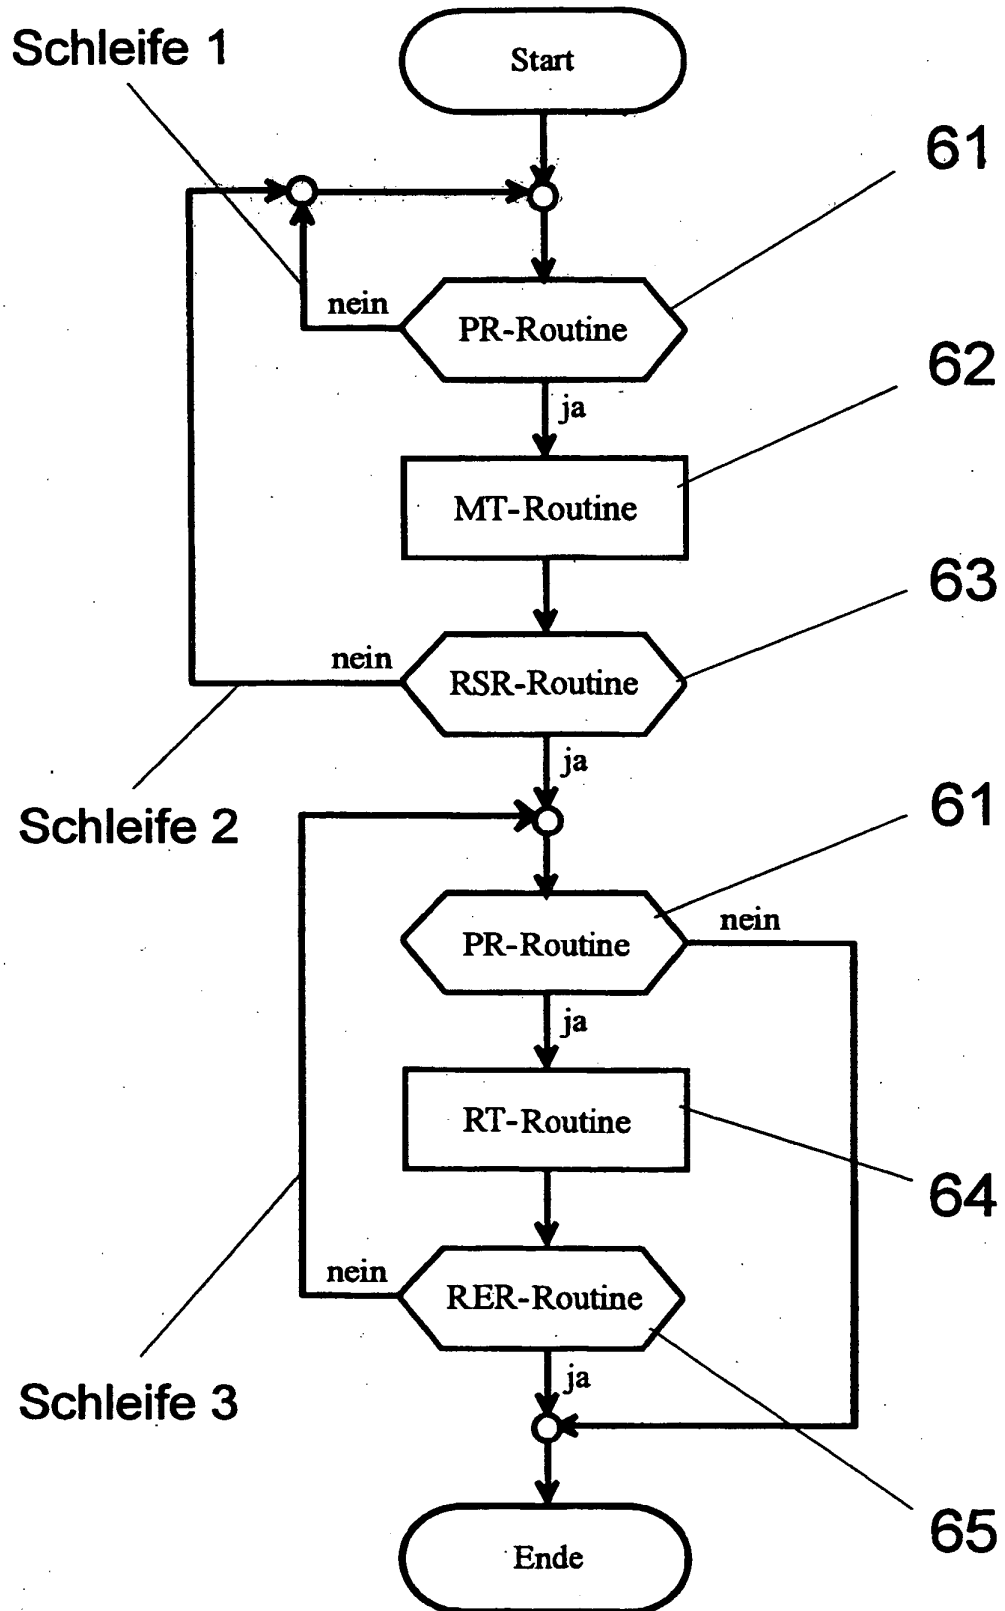 Schleife 1
Start
61
nein
PR-Routine
ja
62
MT-Routine
63
nein
RSR-Routine
ja
Schleife 2
61
PR-Routine
nein
ja
RT-Routine
64
nein
RER-Routine
ja
Schleife 3
65
Ende